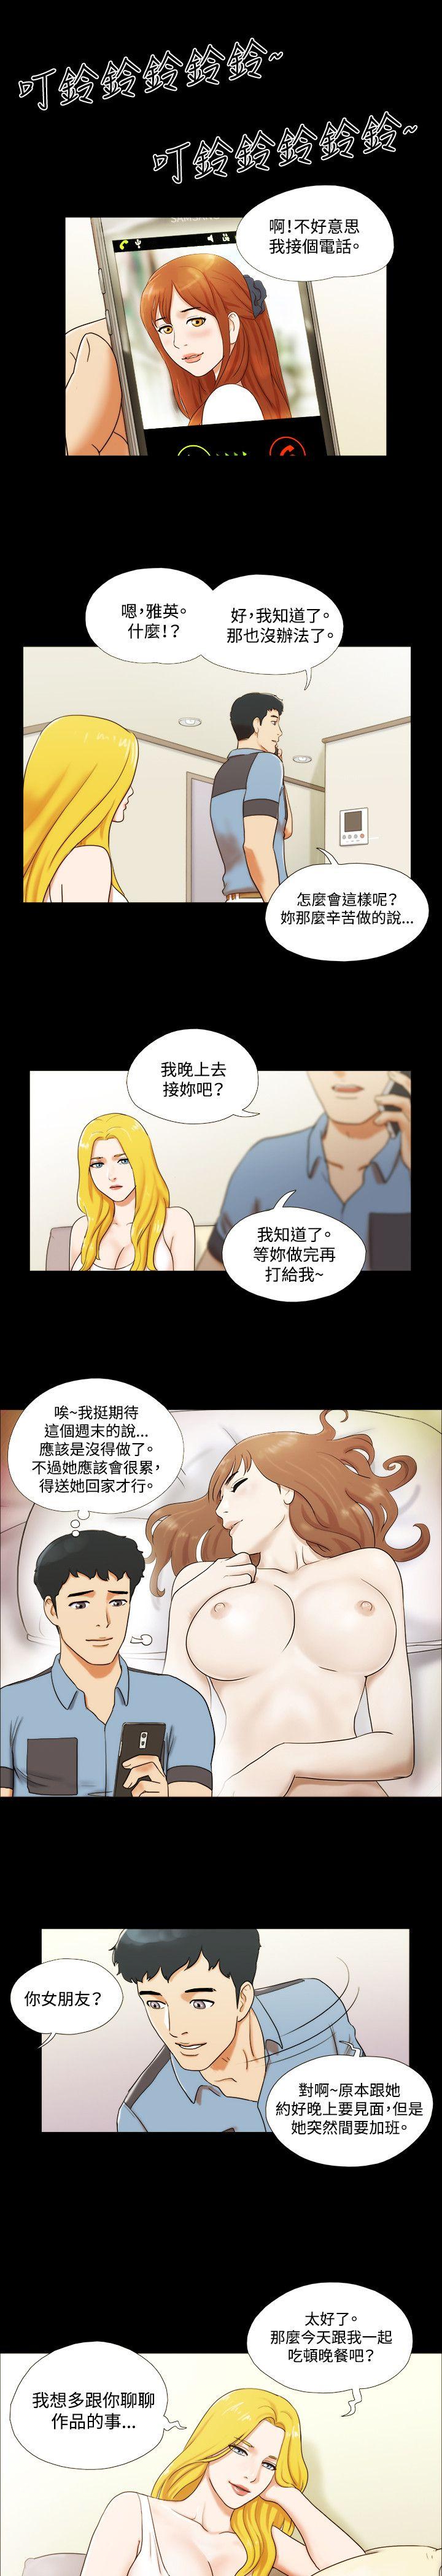 叮鈴鈴鈴鈴鈴~
叮鈴鈴鈴鈴鈴~
SAMSUNG
啊!不好意思
我接個電話。
嗯,雅英。
什麼!?
好,我知道了。
那也沒辦法了。
怎麼會這樣呢?
妳那麼辛苦做的說...
我晚上去
接妳吧?
我知道了。
等妳做完再
打給我~
唉~我挺期待
這個週末的說...
應該是沒得做了。
不過她應該會很累,
得送她回家才行。
你女朋友?
對啊~原本跟她
約好晚上要見面,但是
她突然間要加班。
太好了。
那麼今天跟我一起
吃頓晚餐吧?
我想多跟你聊聊
作品的事...